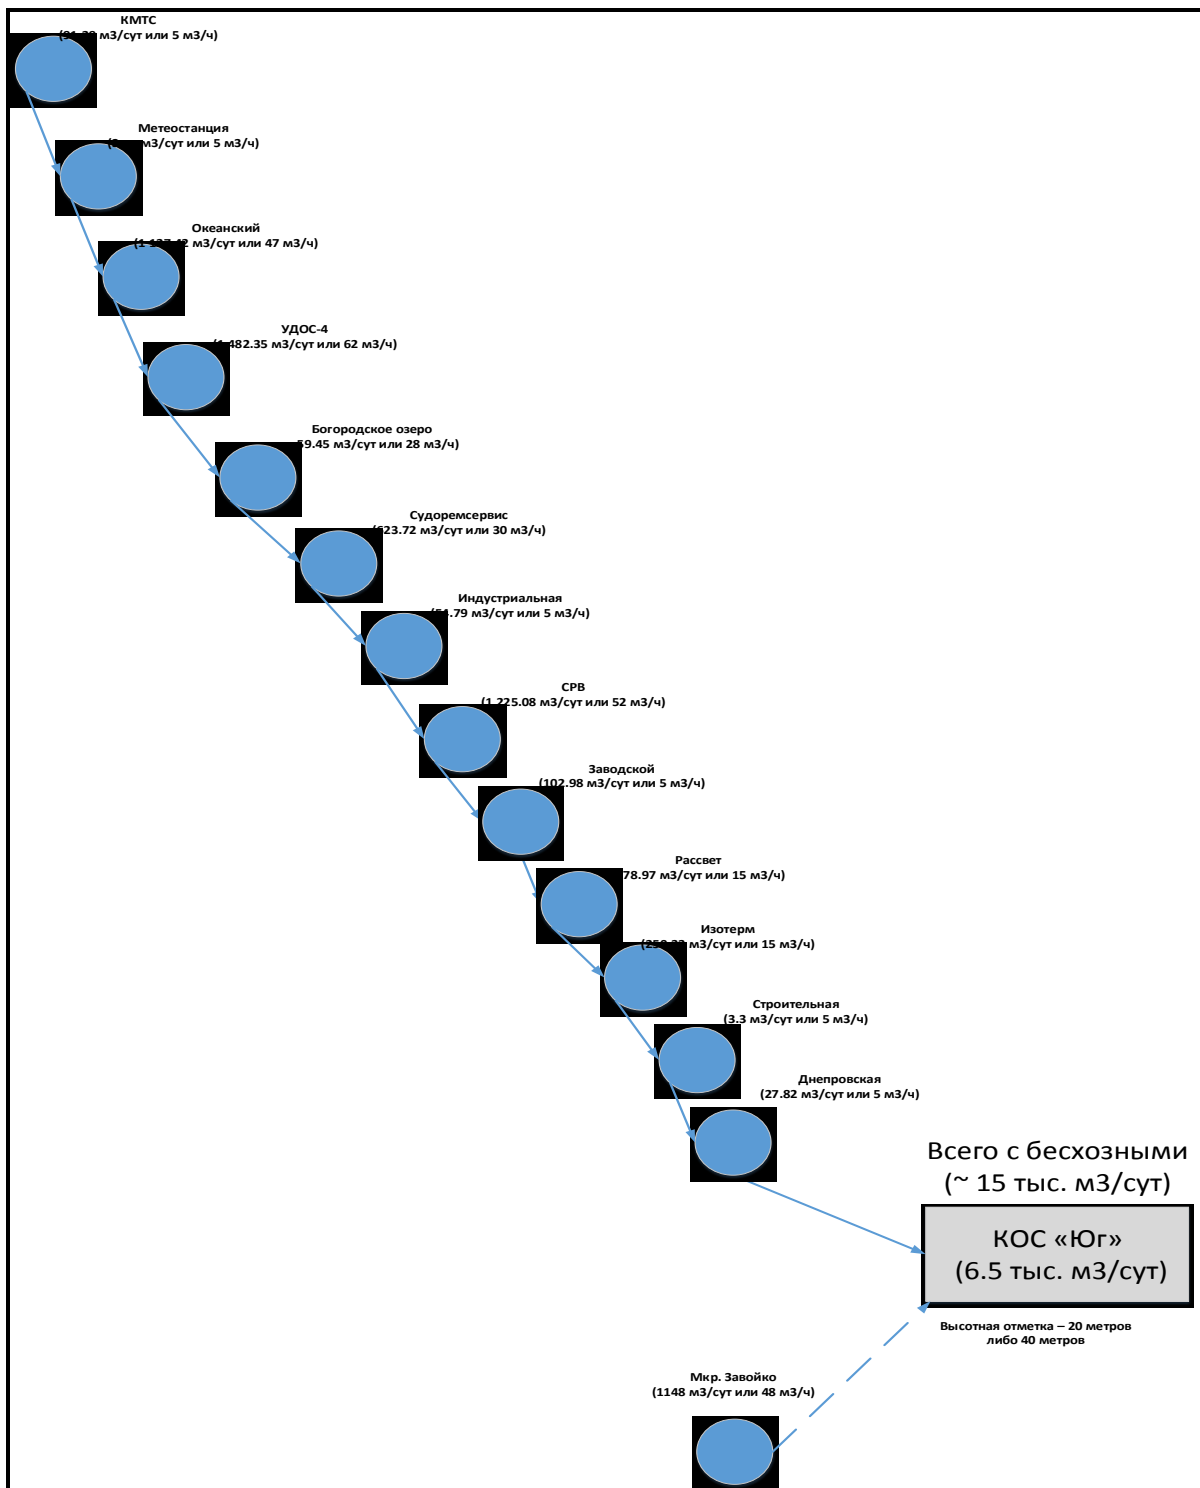 КМТС
м3/сут или 5 м3/ч)
Метеостанция
м3/сут или 5 м3/ч)
Океанский
м3/сут или 47 м3/ч)
УДОС-4
482.35 м3/сут или 62 м3/ч)
Богородское озеро
59.45 м3/сут или 28 м3/ч)
Судоремсервис
(623.72 м3/сут или 30 м3/ч)
Индустриальная
(54.79 м3/сут или 5 м3/ч)
СРВ
(1 225.08 м3/сут или 52 м3/ч)
Заводской
(102.98 м3/сут или 5 м3/ч)
Рассвет
78.97 м3/сут или 15 м3/ч)
Изотерм
м3/сут или 15 м3/ч)
Строительная
(3.3 м3/сут или 5 м3/ч)
Днепровская
(27.82 м3/сут или 5 м3/ч)
Всего с бесхозными
(~ 15 тыс. м3/сут)
КОС «Юг»
(6.5 тыс. м3/сут)
Высотная отметка – 20 метров
либо 40 метров
Мкр. Завойко
(1148 м3/сут или 48 м3/ч)